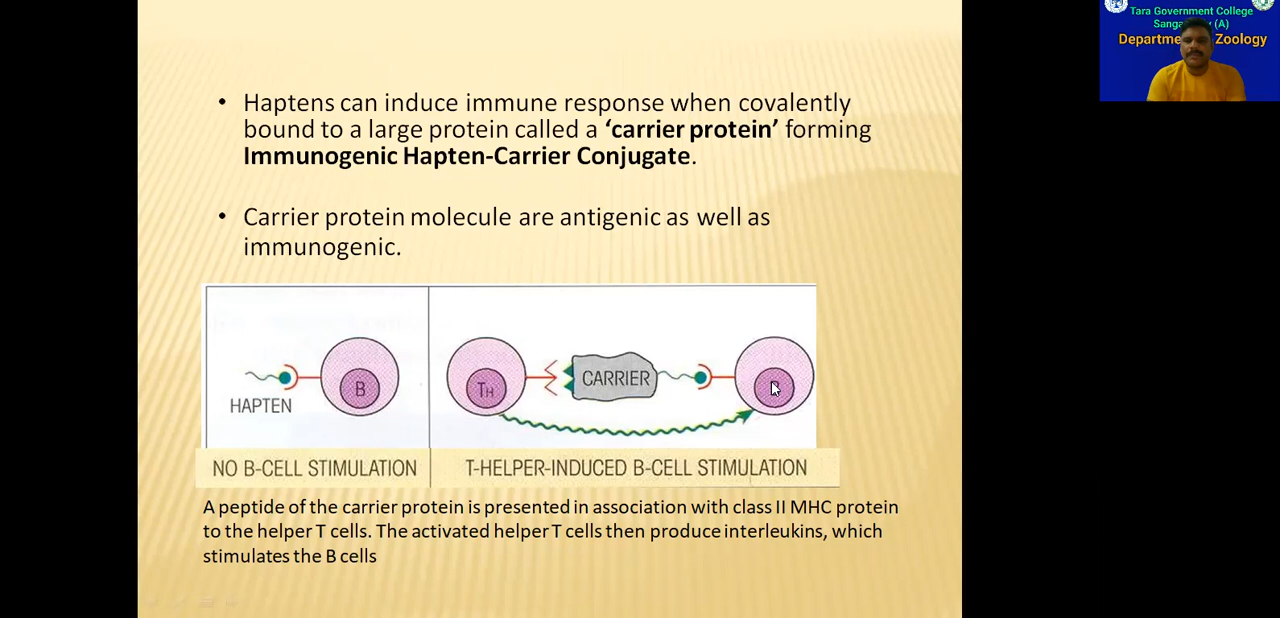 Tara Government College
(A)
Zoology
• Haptens can induce immune response when covalently
bound to a large protein called a ‘carrier protein’ forming
Immunogenic Hapten-Carrier Conjugate.
• Carrier protein molecule are antigenic as well as
immunogenic.
HAPTEN
B
TH
CARRIER
NO B-CELL STIMULATION
T-HELPER-INDUCED B-CELL STIMULATION
A peptide of the carrier protein is presented in association with class II MHC protein
to the helper T cells. The activated helper T cells then produce interleukins, which
stimulates the B cells